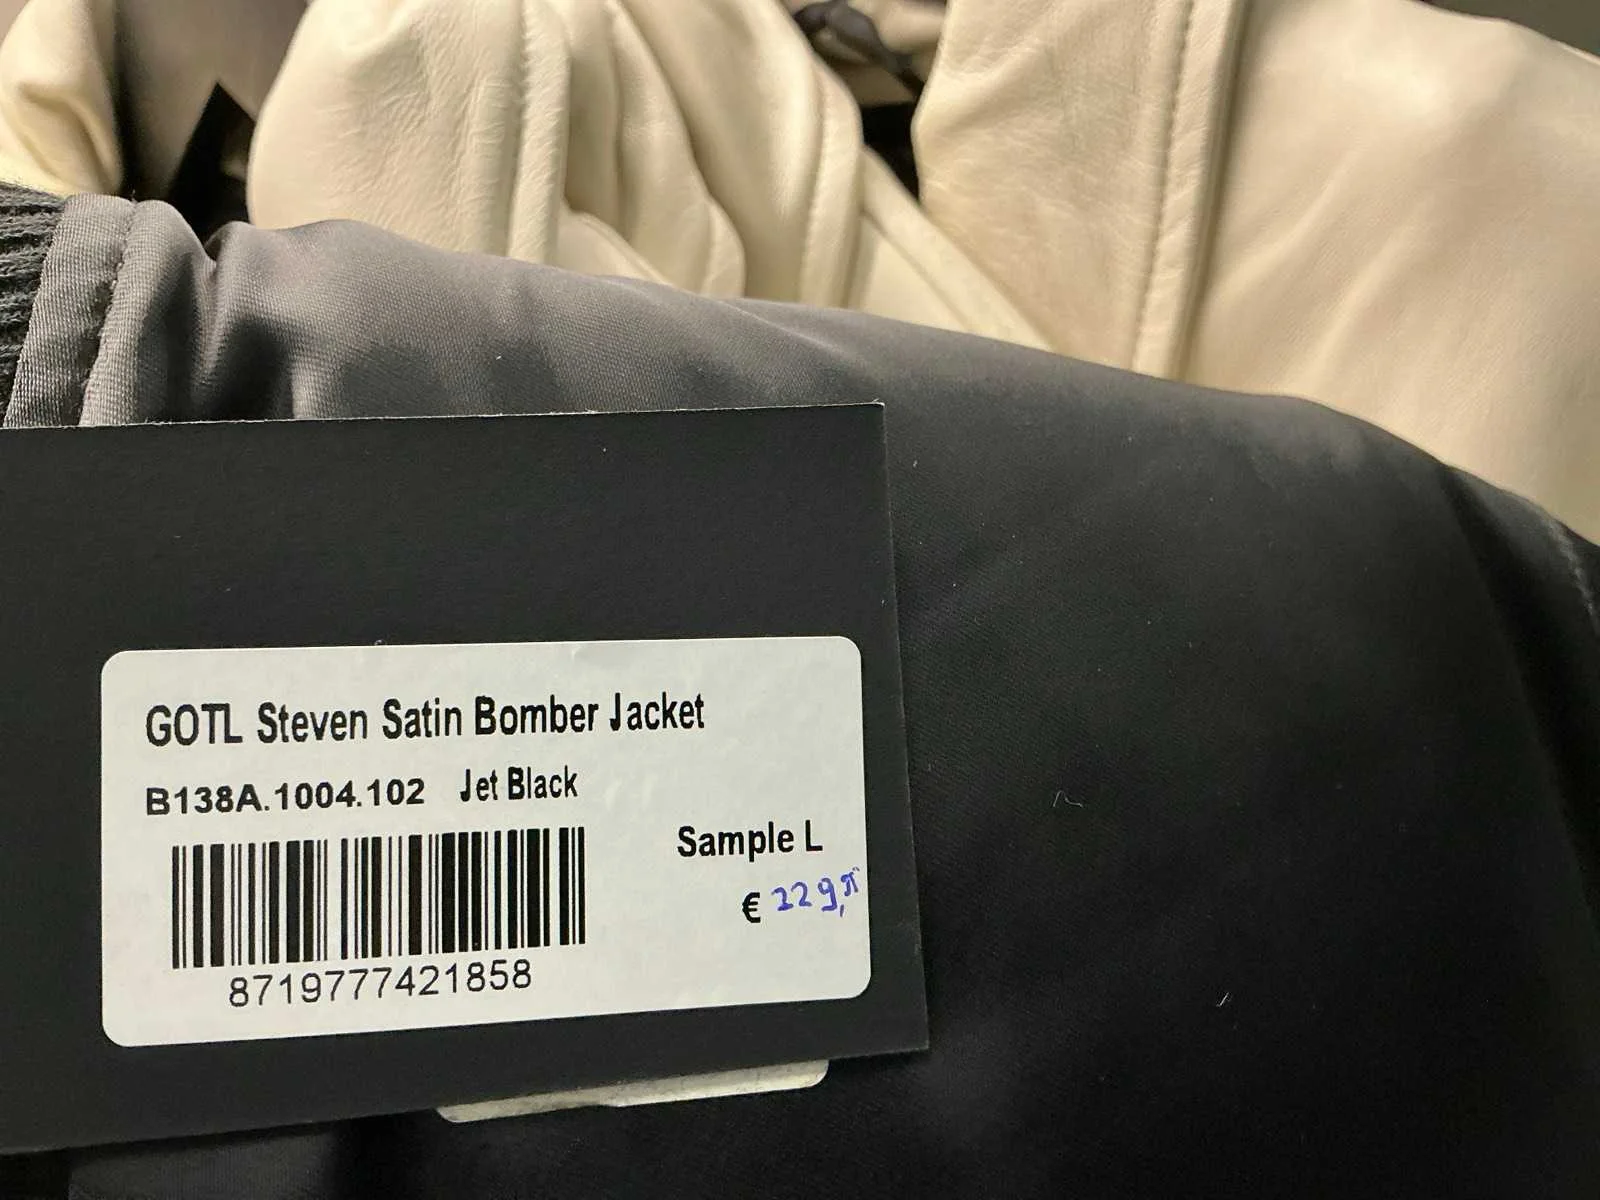 GOTL Steven Satin Bomber Jacket
B138A.1004.102 Jet Black
Sample L
€ 229,95
8719777421858